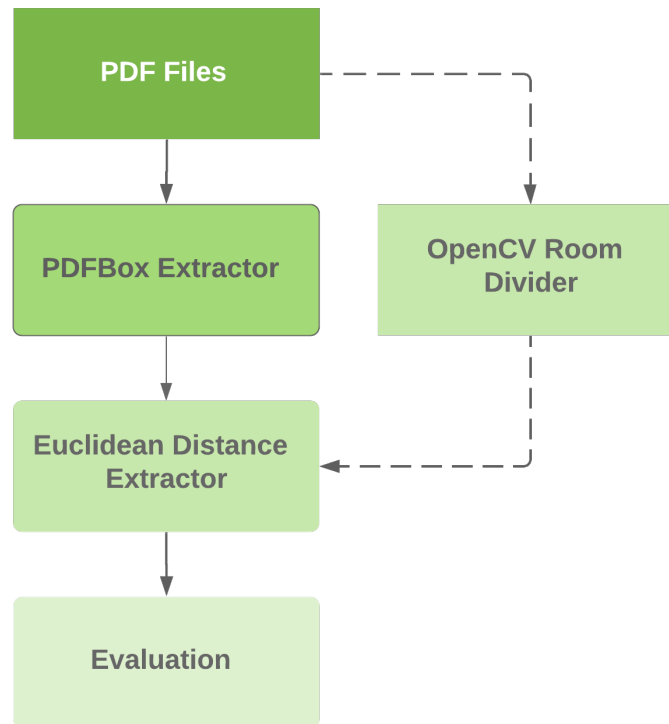 PDF Files
PDFBox Extractor
OpenCV Room
Divider
Euclidean Distance
Extractor
Evaluation